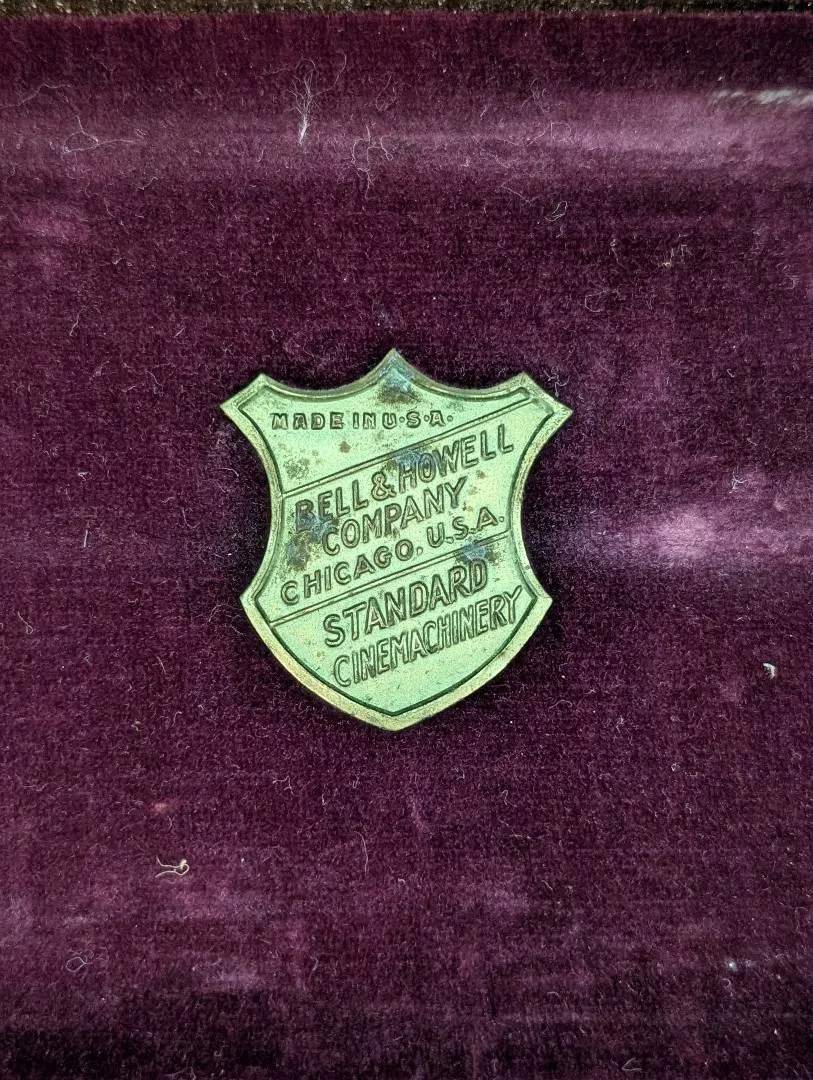 MADE IN U·S·A·
BELL & HOWELL
COMPANY
CHICAGO, U.S.A.
STANDARD
CINEMACHINERY